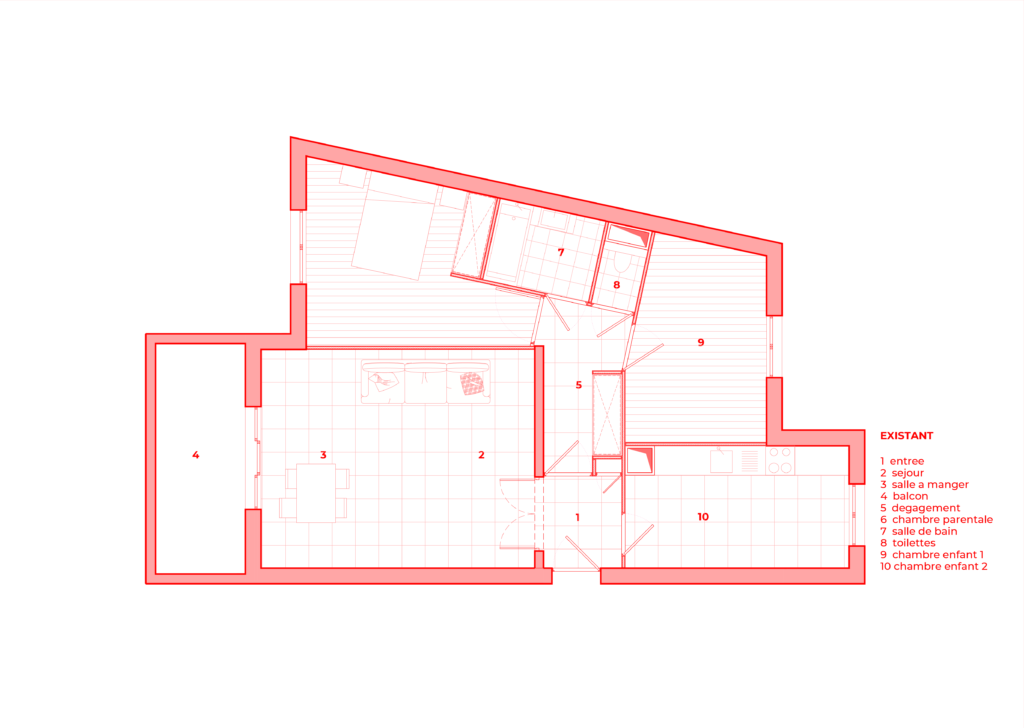 7
8
9
5
4
3
2
1
10
EXISTANT
1 entree
2 sejour
3 salle a manger
4 balcon
5 degagement
6 chambre parentale
7 salle de bain
8 toilettes
9 chambre enfant 1
10 chambre enfant 2